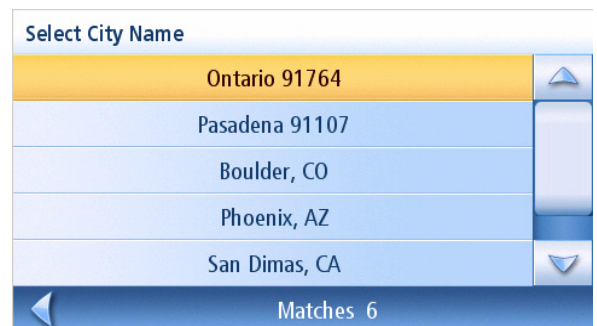 Select City Name
Ontario 91764
Pasadena 91107
Boulder, CO
Phoenix, AZ
San Dimas, CA
Matches 6